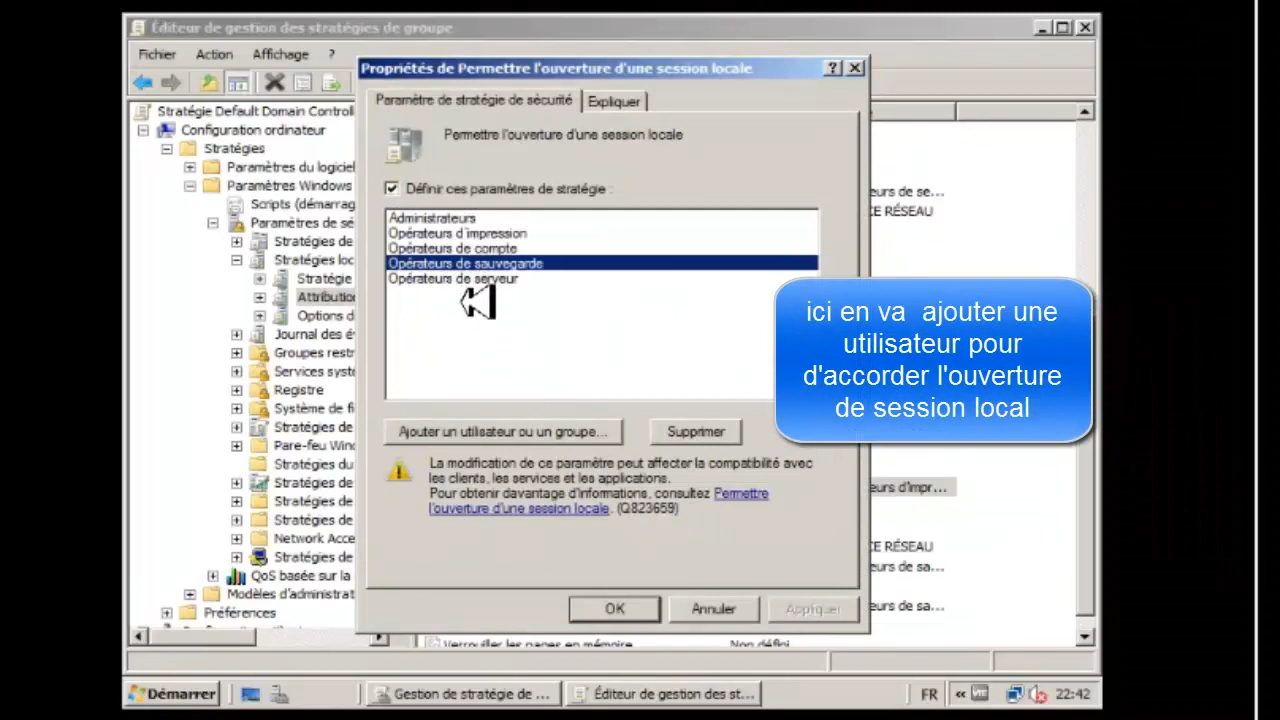 Éditeur de gestion des stratégies de groupe
Fichier Action Affichage ?
Propriétés de Permettre l'ouverture d'une session locale
Paramètre de stratégie de sécurité Expliquer
Permettre l'ouverture d'une session locale
Définir ces paramètres de stratégie :
Administrateurs
Opérateurs d'impression
Opérateurs de compte
Opérateurs de sauvegarde
Opérateurs de serveur
Ajouter un utilisateur ou un groupe... Supprimer
La modification de ce paramètre peut affecter la compatibilité avec
les clients, les services et les applications.
Pour obtenir davantage d'informations, consultez Permettre
l'ouverture d'une session locale. (Q823659)
OK Annuler Appliquer
Stratégie Default Domain Control
Configuration ordinateur
Stratégies
Paramètres du logiciel
Paramètres Windows
Scripts (démarrag
Paramètres de sé
Stratégies de
Stratégies loc
Stratégie
Attribution
Options d
Journal des é
Groupes restr
Services syst
Registre
Système de fi
Stratégies de
Pare-feu Wind
Stratégies du
Stratégies de
Stratégies de
Stratégies de
Network Acce
Stratégies de
QoS basée sur la
Modèles d'administrat
Préférences
eurs de se...
CE RÉSEAU
eurs d'impr...
CE RÉSEAU
eurs de sa...
eurs de sa...
Verrouiller les pages en mémoire Non défini
ici en va ajouter une
utilisateur pour
d'accorder l'ouverture
de session local
Démarrer Gestion de stratégie de ... Éditeur de gestion des st... FR « 22:42